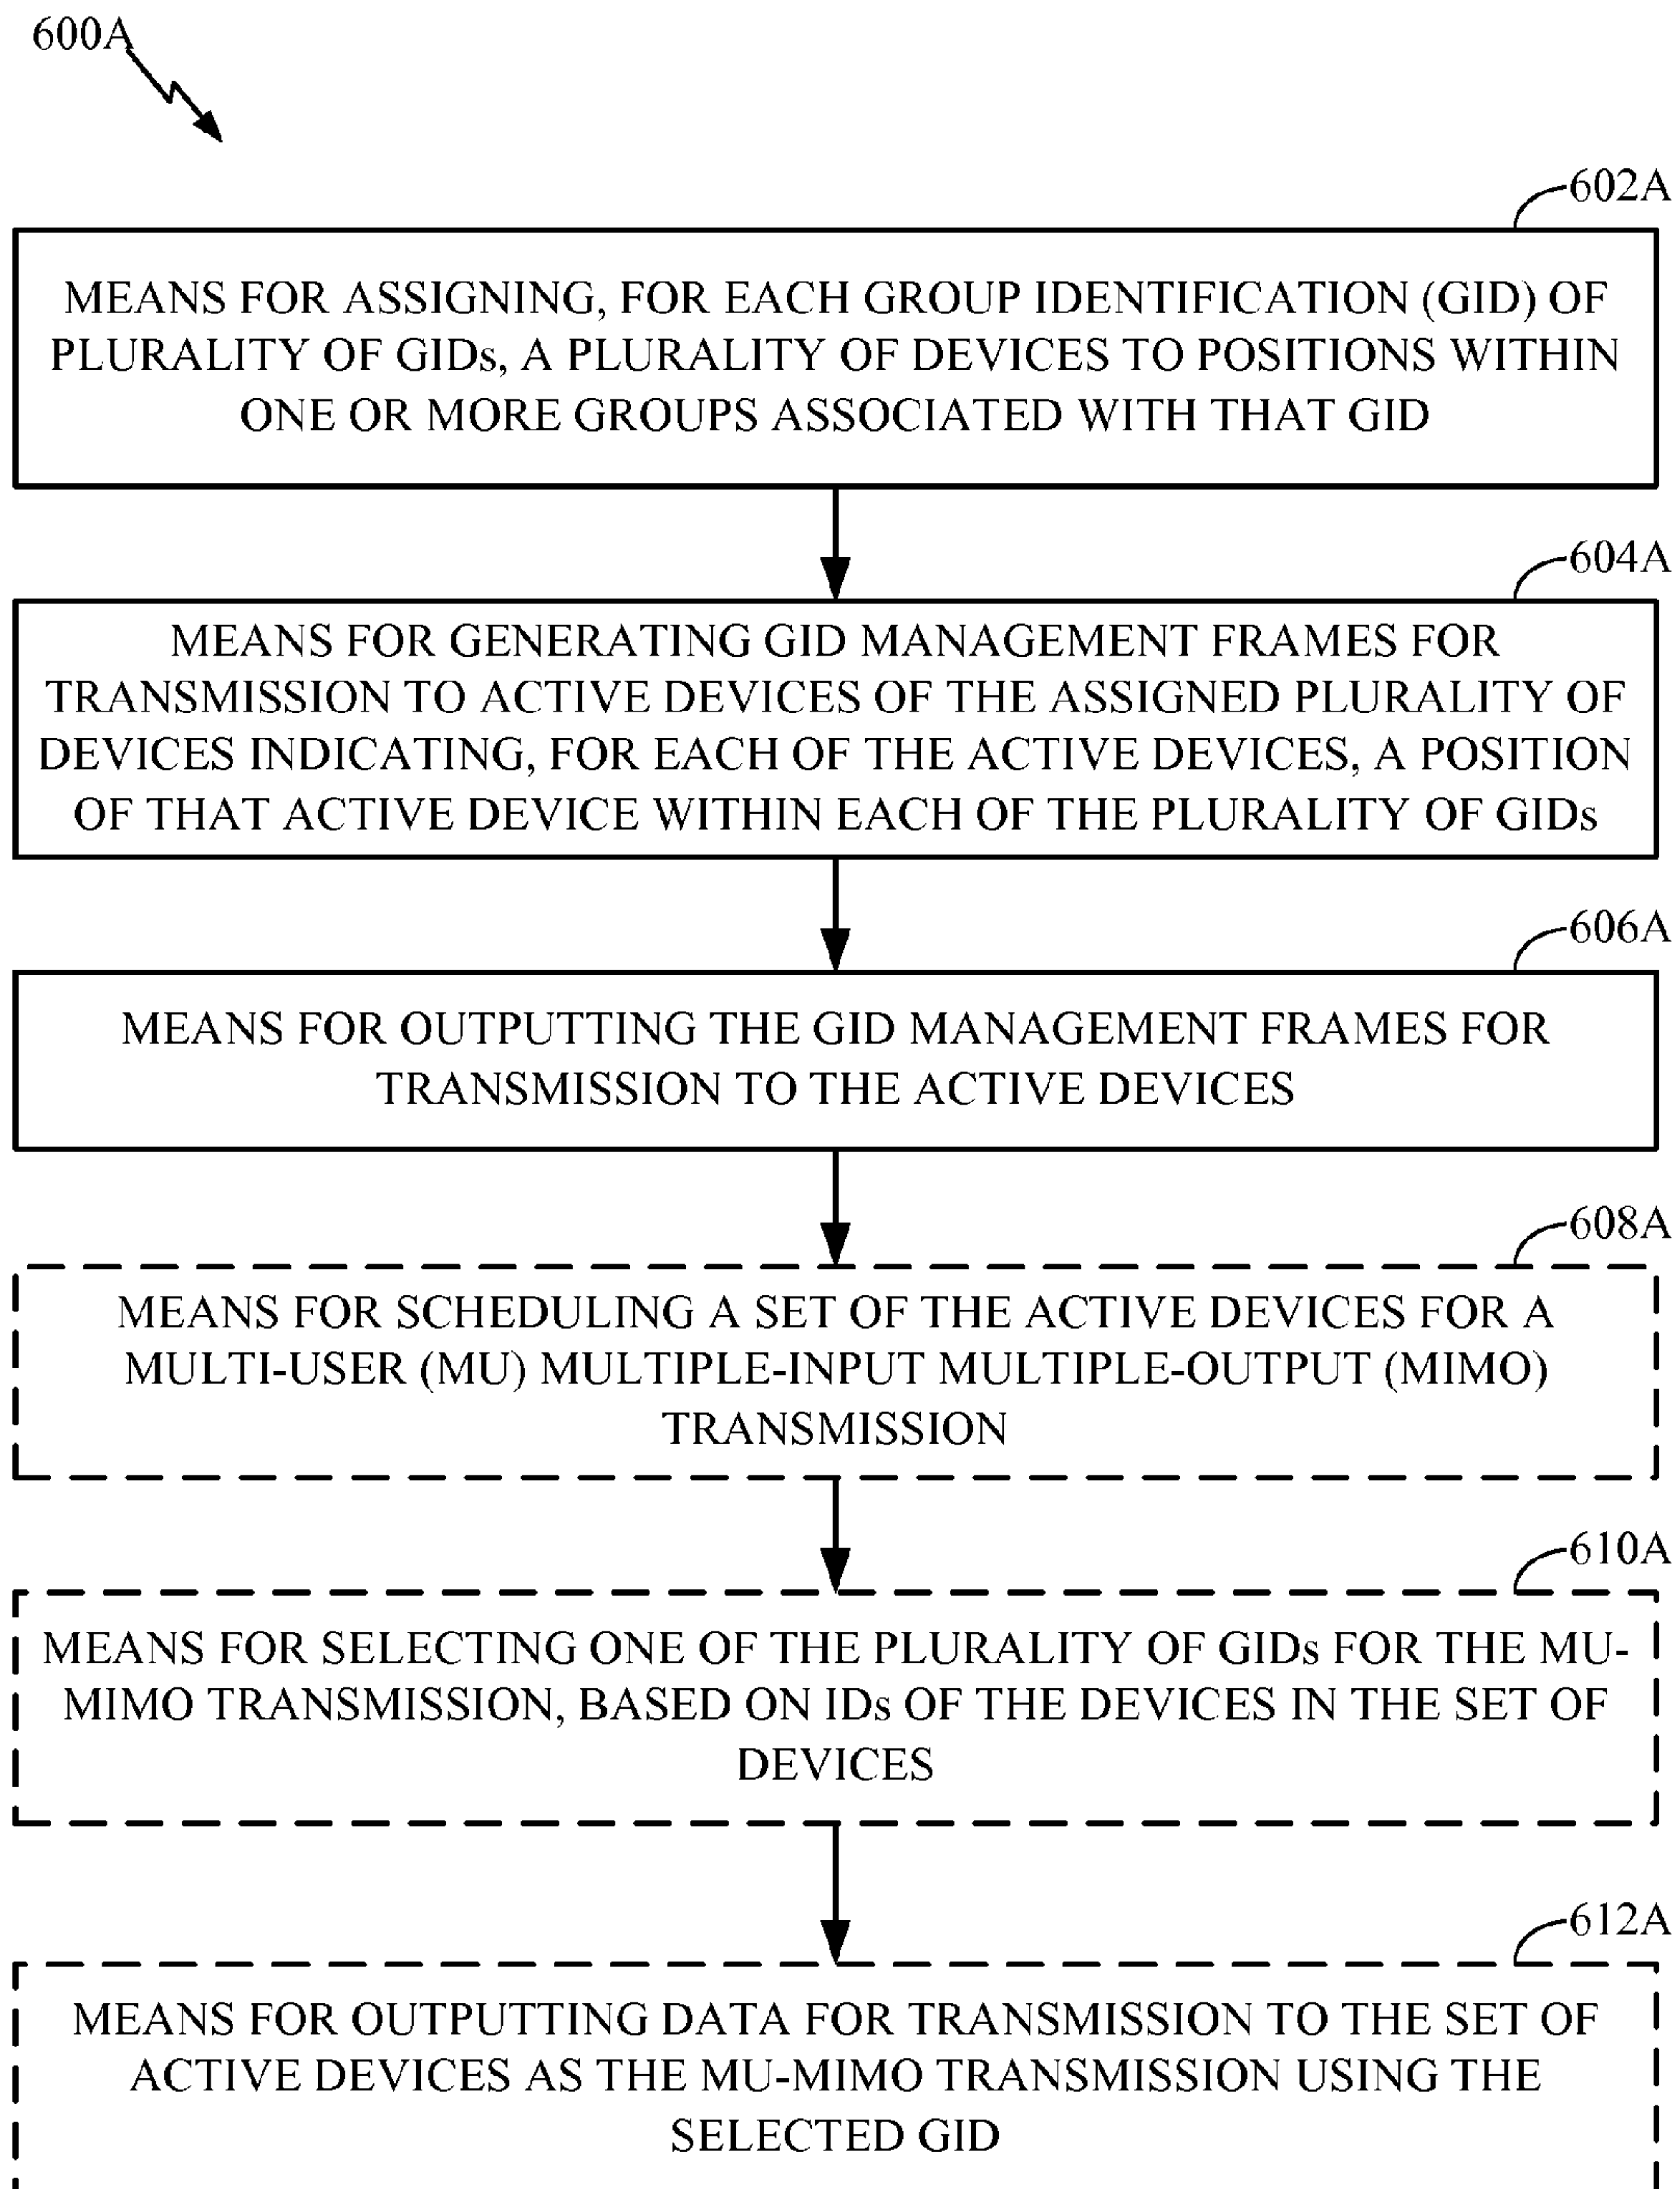 600A
602A
MEANS FOR ASSIGNING, FOR EACH GROUP IDENTIFICATION (GID) OF
PLURALITY OF GIDs, A PLURALITY OF DEVICES TO POSITIONS WITHIN
ONE OR MORE GROUPS ASSOCIATED WITH THAT GID
604A
MEANS FOR GENERATING GID MANAGEMENT FRAMES FOR
TRANSMISSION TO ACTIVE DEVICES OF THE ASSIGNED PLURALITY OF
DEVICES INDICATING, FOR EACH OF THE ACTIVE DEVICES, A POSITION
OF THAT ACTIVE DEVICE WITHIN EACH OF THE PLURALITY OF GIDs
606A
MEANS FOR OUTPUTTING THE GID MANAGEMENT FRAMES FOR
TRANSMISSION TO THE ACTIVE DEVICES
608A
MEANS FOR SCHEDULING A SET OF THE ACTIVE DEVICES FOR A
MULTI-USER (MU) MULTIPLE-INPUT MULTIPLE-OUTPUT (MIMO)
TRANSMISSION
610A
MEANS FOR SELECTING ONE OF THE PLURALITY OF GIDs FOR THE MU-
MIMO TRANSMISSION, BASED ON IDs OF THE DEVICES IN THE SET OF
DEVICES
612A
MEANS FOR OUTPUTTING DATA FOR TRANSMISSION TO THE SET OF
ACTIVE DEVICES AS THE MU-MIMO TRANSMISSION USING THE
SELECTED GID